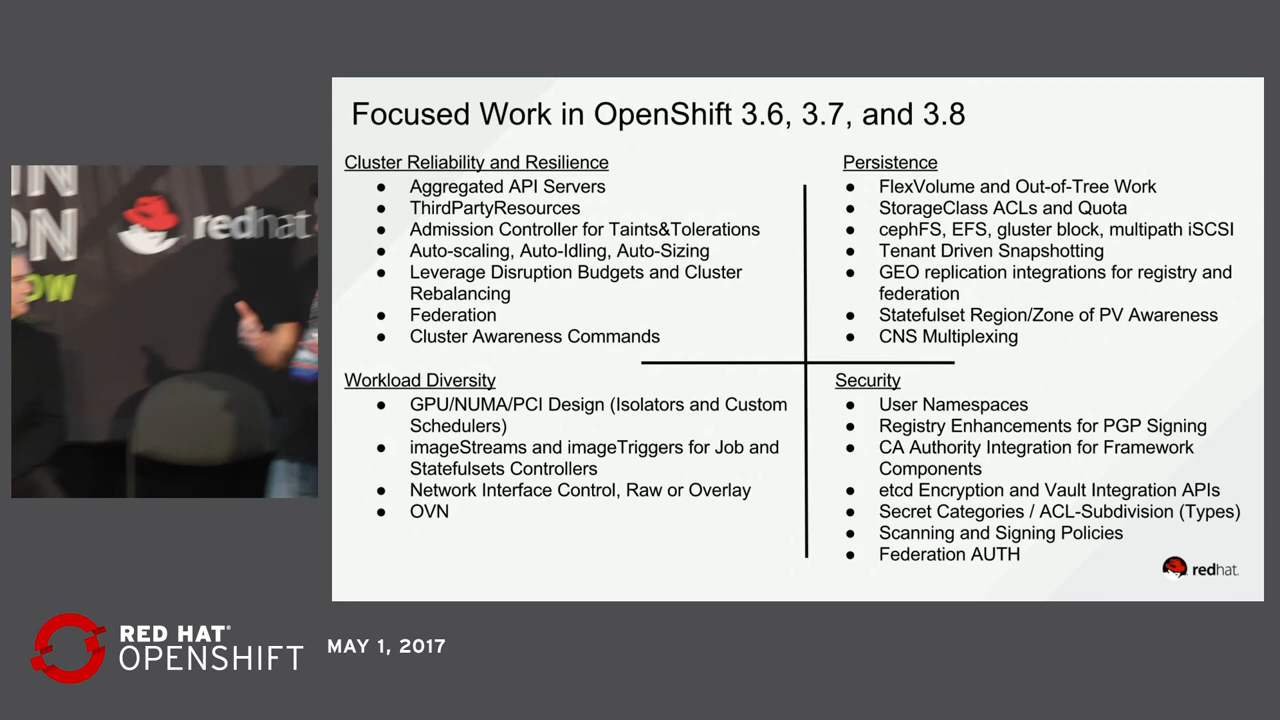 Focused Work in OpenShift 3.6, 3.7, and 3.8
Cluster Reliability and Resilience
● Aggregated API Servers
● ThirdPartyResources
● Admission Controller for Taints&Tolerations
● Auto-scaling, Auto-Idling, Auto-Sizing
● Leverage Disruption Budgets and Cluster
Rebalancing
● Federation
● Cluster Awareness Commands
Persistence
● FlexVolume and Out-of-Tree Work
● StorageClass ACLs and Quota
● cephFS, EFS, gluster block, multipath iSCSI
● Tenant Driven Snapshotting
● GEO replication integrations for registry and
federation
● Statefulset Region/Zone of PV Awareness
● CNS Multiplexing
Workload Diversity
● GPU/NUMA/PCI Design (Isolators and Custom
Schedulers)
● imageStreams and imageTriggers for Job and
Statefulsets Controllers
● Network Interface Control, Raw or Overlay
● OVN
Security
● User Namespaces
● Registry Enhancements for PGP Signing
● CA Authority Integration for Framework
Components
● etcd Encryption and Vault Integration APIs
● Secret Categories / ACL-Subdivision (Types)
● Scanning and Signing Policies
● Federation AUTH
redhat.
redhat
RED HAT®
OPENSHIFT
MAY 1, 2017